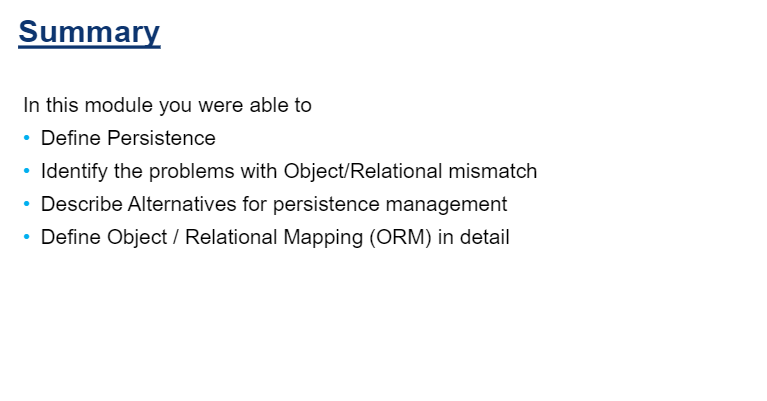 Summary
In this module you were able to
• Define Persistence
• Identify the problems with Object/Relational mismatch
• Describe Alternatives for persistence management
• Define Object / Relational Mapping (ORM) in detail